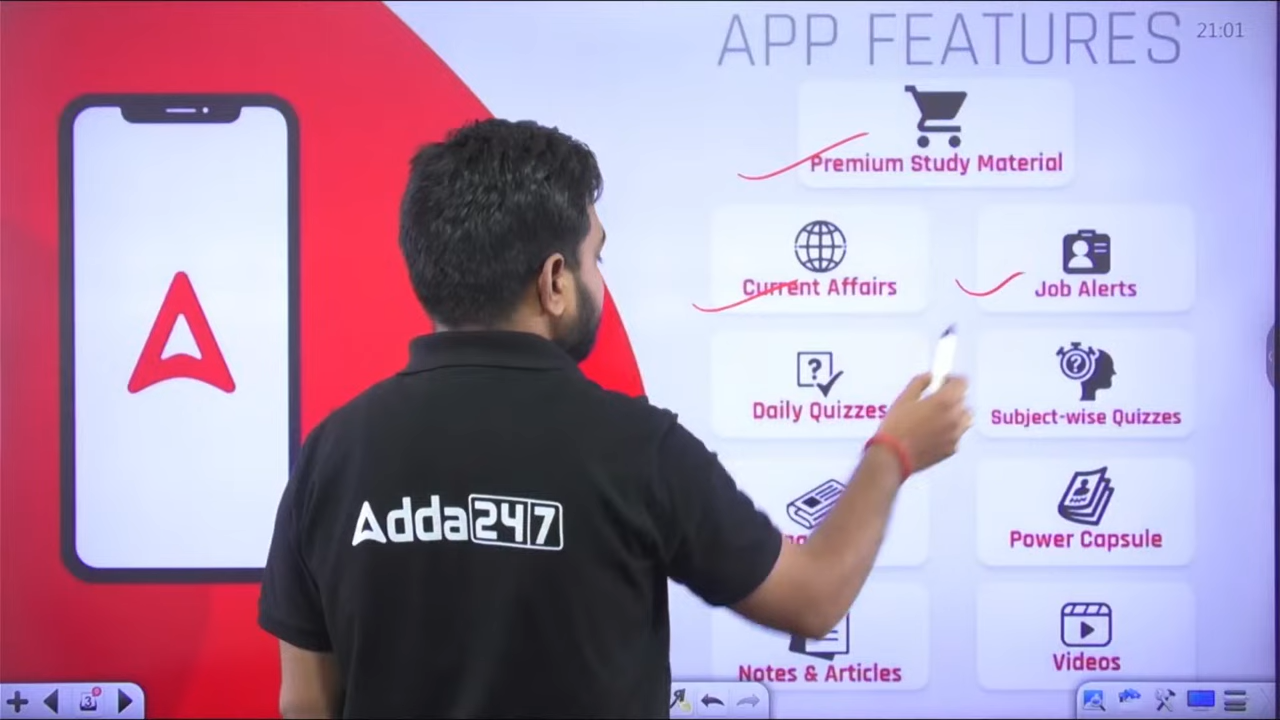 APP FEATURES
21:01
Premium Study Material
Current Affairs
Job Alerts
Daily Quizzes
Subject-wise Quizzes
Power Capsule
Notes & Articles
Videos
Adda247
3